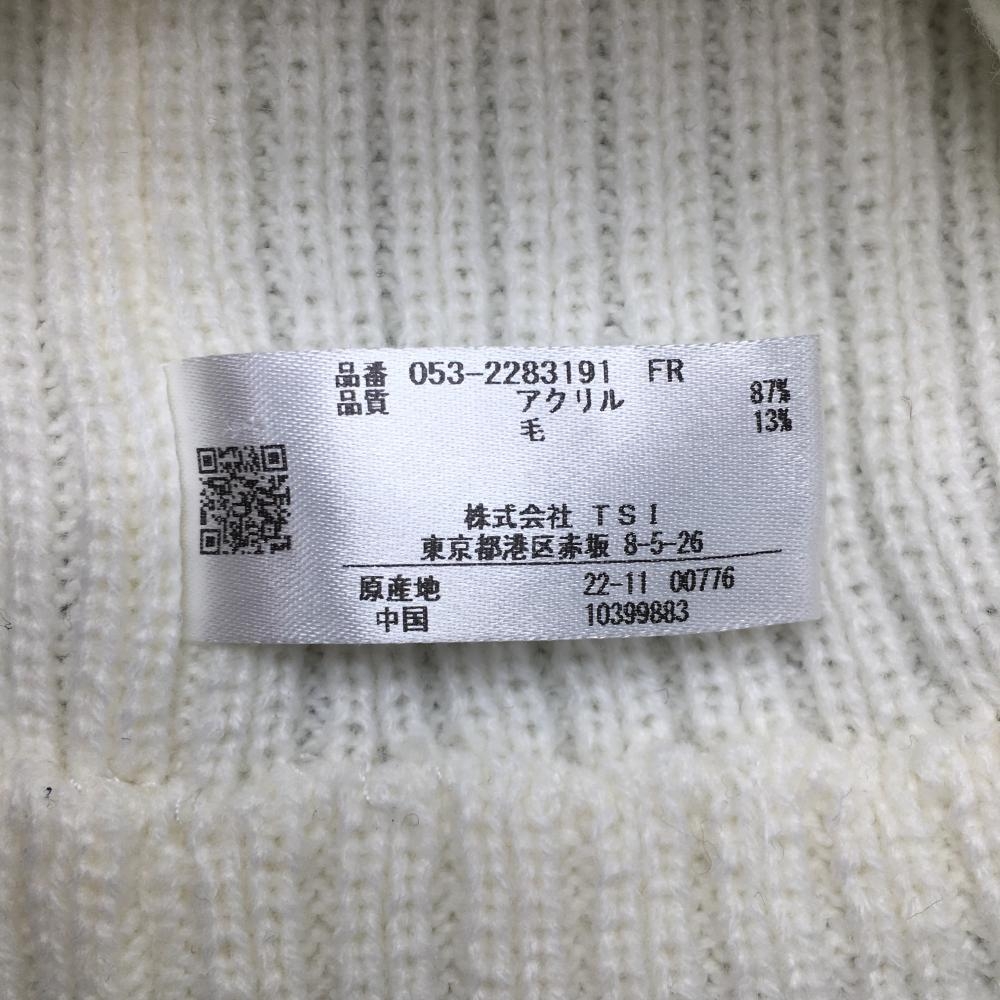 品番 053-2283191 FR
品質 アクリル 87%
毛 13%
株式会社 TSI
東京都港区赤坂 8-5-26
原産地 22-11 00776
中国 10399883